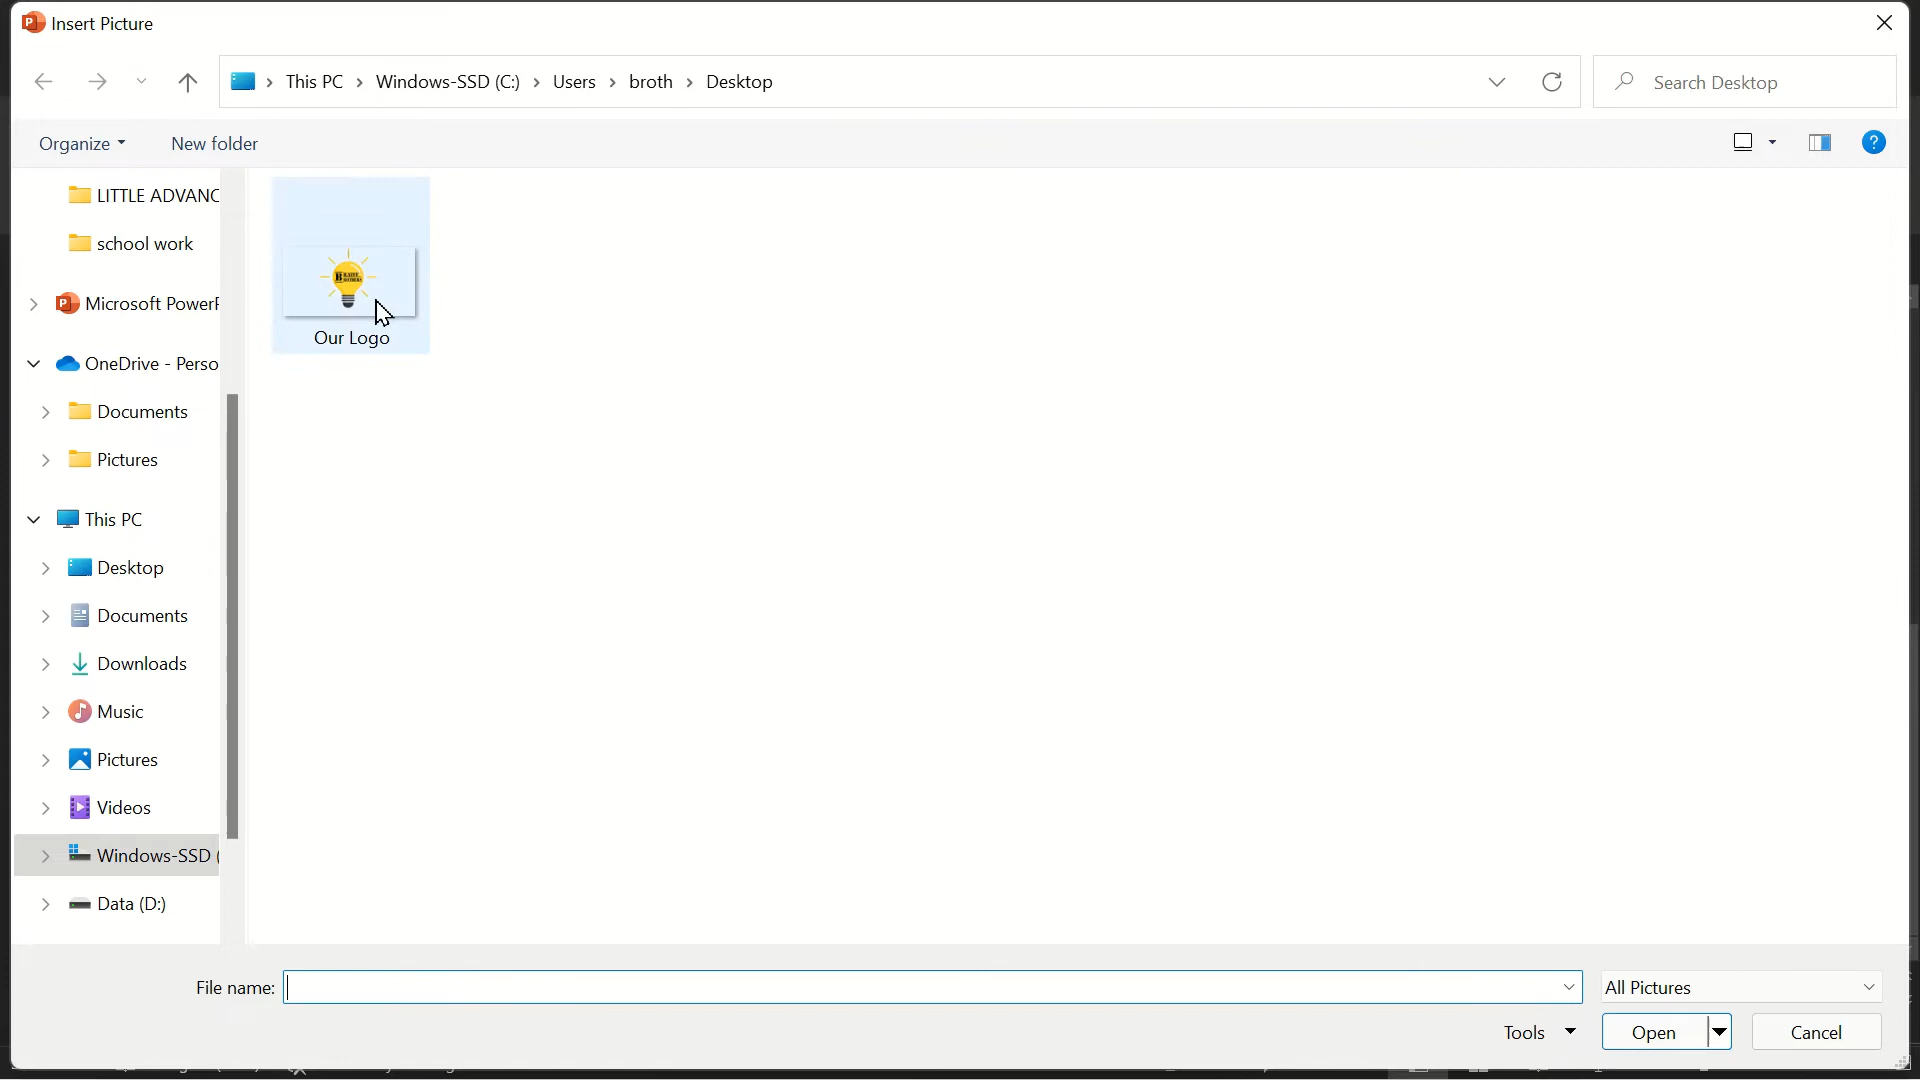 Insert Picture
This PC
Windows-SSD (C:)
Users
broth
Desktop
Search Desktop
Organize
New folder
LITTLE ADVANC
school work
Microsoft PowerP
OneDrive - Perso
Documents
Pictures
This PC
Desktop
Documents
Downloads
Music
Pictures
Videos
Windows-SSD (
Data (D:)
Our Logo
File name:
All Pictures
Tools
Open
Cancel